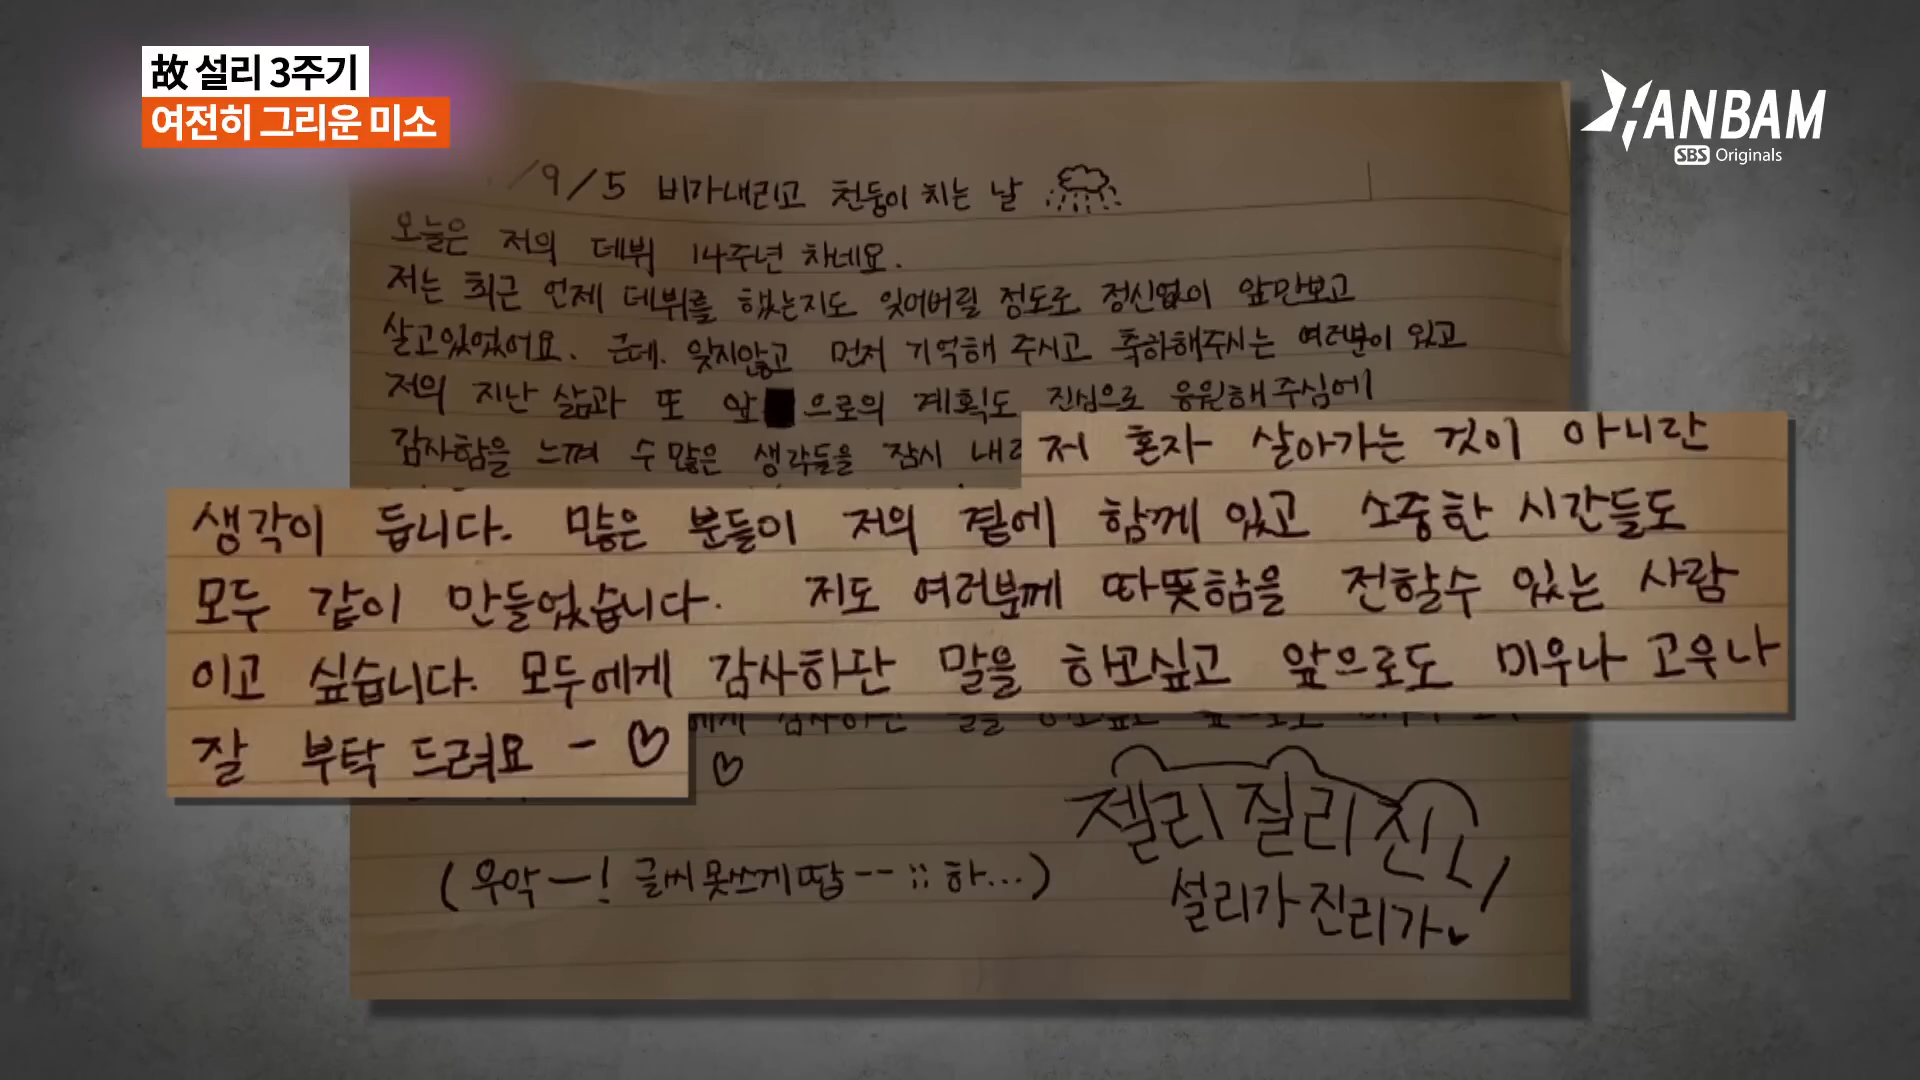 故 설리 3주기
여전히 그리운 미소
HANBAM
SBS Originals
/9/5 비가내리고 천둥이 치는 날
오늘은 저의 데뷔 14주년 차네요.
저는 최근 언제 데뷔를 했는지도 잊어버릴 정도로 정신없이 앞만보고
살고있었어요. 근데. 잊지않고 먼저 기억해 주시고 축하해주시는 여러분이 있고
저의 지난 삶과 또 앞 으로의 계획도 진심으로 응원해주심에
감사함을 느껴 수 많은 생각들을 잠시 내려
저 혼자 살아가는 것이 아니란
생각이 듭니다. 많은 분들이 저의 곁에 함께 있고 소중한 시간들도
모두 같이 만들었습니다. 저도 여러분께 따뜻함을 전할수 있는 사람
이고 싶습니다. 모두에게 감사하단 말을 하고싶고 앞으로도 미우나 고우나
잘 부탁 드려요 - ♡
♡
(우악-! 글씨못쓰게땁--;; 하...)
젤리 질리 진
설리가 진리가